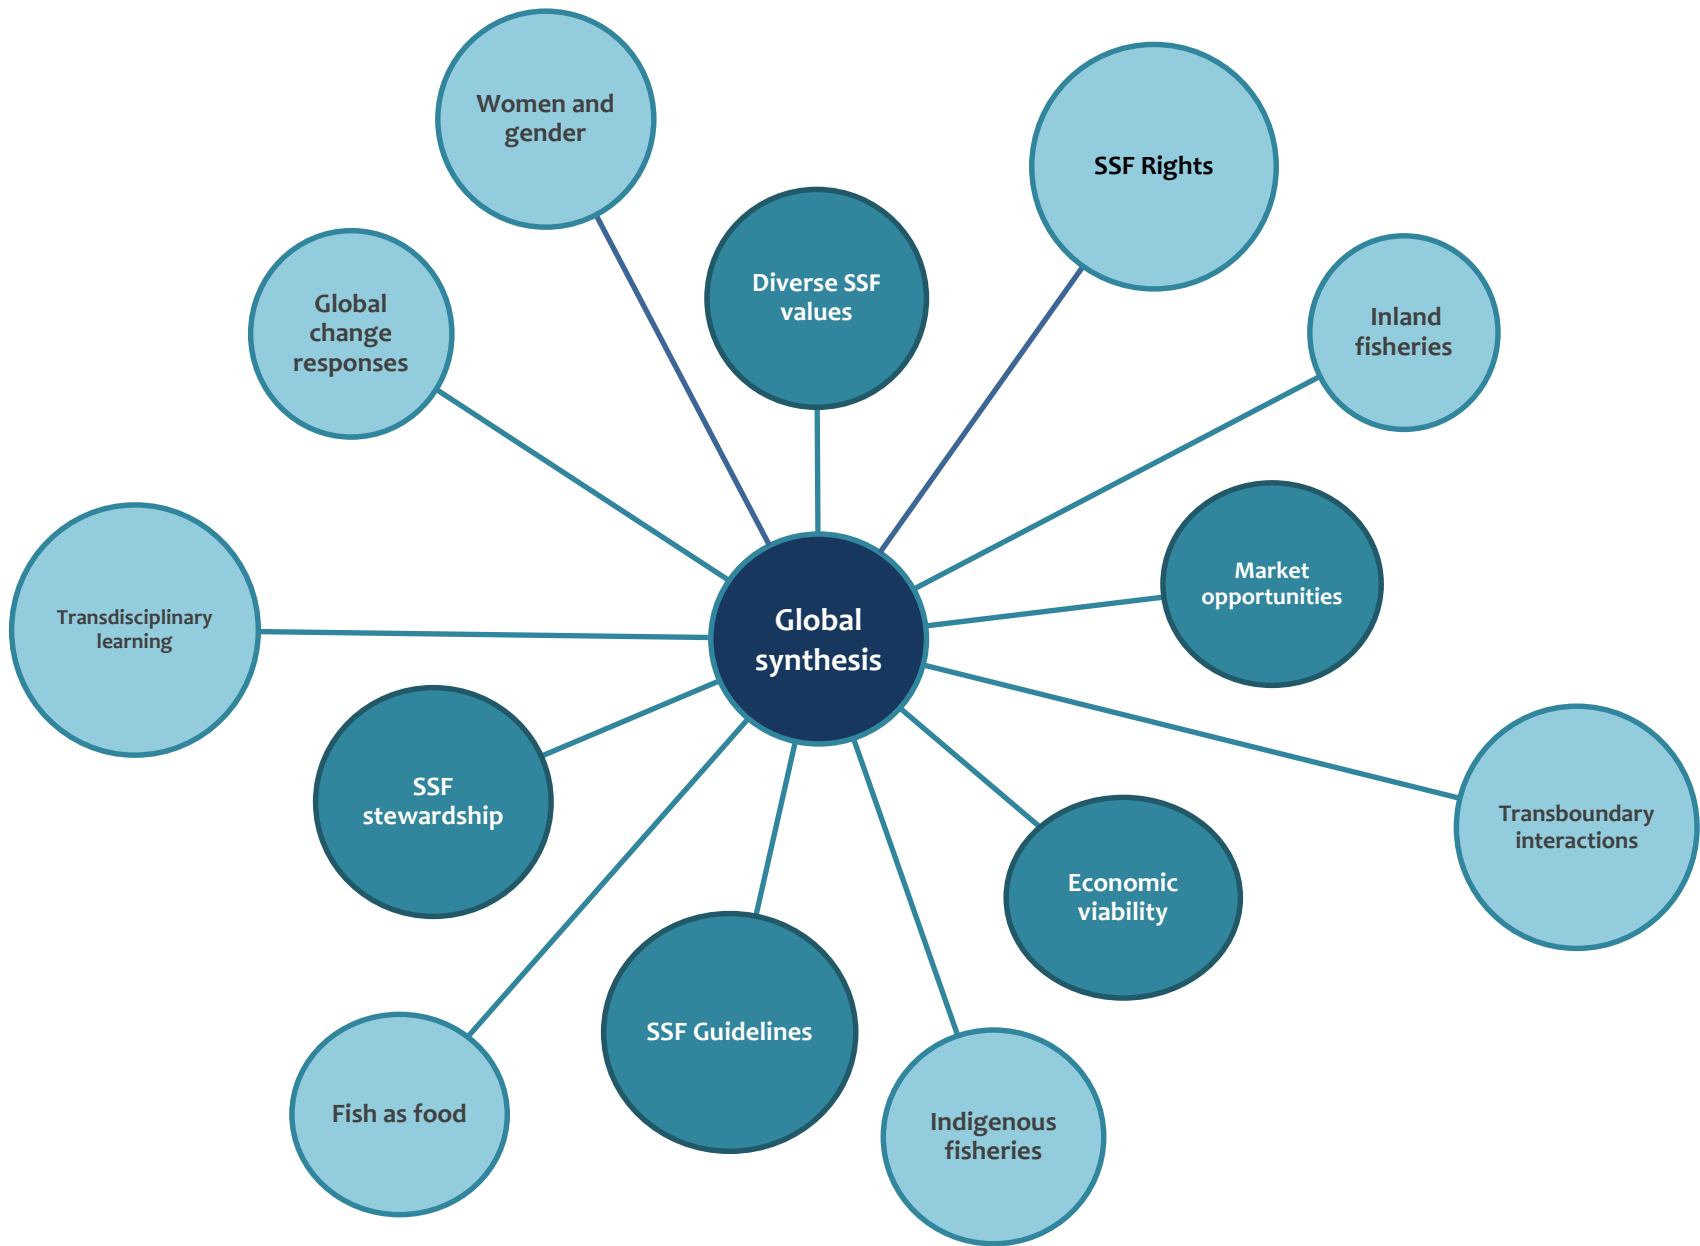 Women and
gender
SSF Rights
Diverse SSF
values
Global
change
responses
Inland
fisheries
Market
opportunities
Transdisciplinary
learning
Global
synthesis
SSF
stewardship
Transboundary
interactions
Economic
viability
SSF Guidelines
Fish as food
Indigenous
fisheries